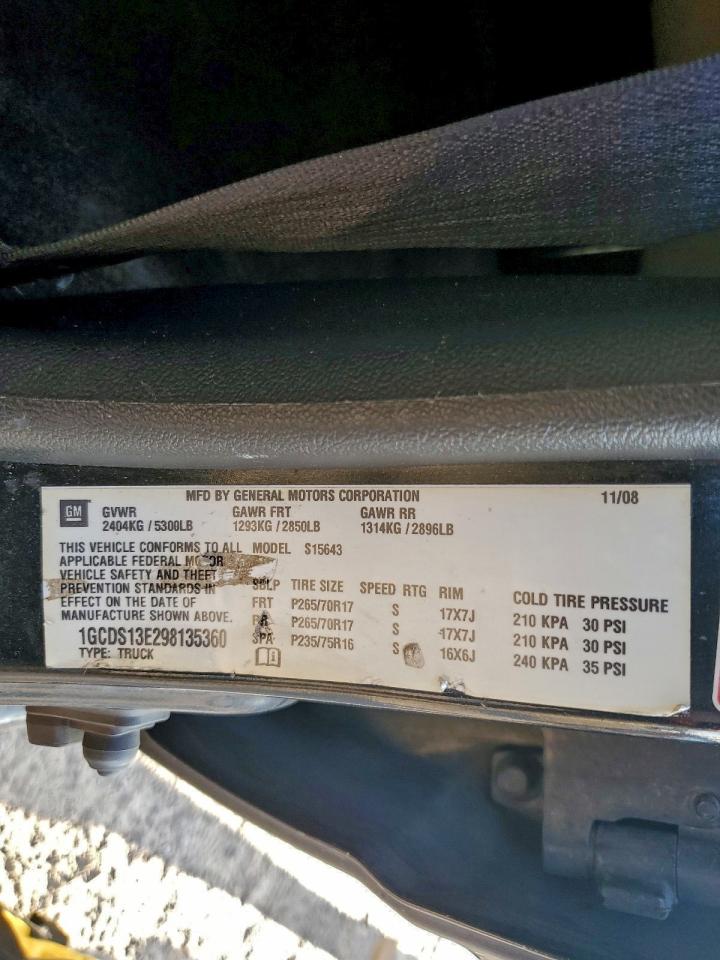 MFD BY GENERAL MOTORS CORPORATION 11/08
GM GVWR GAWR FRT GAWR RR
2404KG / 5300LB 1293KG / 2850LB 1314KG / 2896LB
THIS VEHICLE CONFORMS TO ALL
APPLICABLE FEDERAL MOTOR
VEHICLE SAFETY AND THEFT
PREVENTION STANDARDS IN
EFFECT ON THE DATE OF
MANUFACTURE SHOWN ABOVE.
1GCDS13E298135360
TYPE: TRUCK
MODEL S15643
TIRE SIZE SPEED RTG RIM COLD TIRE PRESSURE
FRT P265/70R17 S 17X7J 210 KPA 30 PSI
P265/70R17 S 17X7J 210 KPA 30 PSI
SPA P235/75R16 S 16X6J 240 KPA 35 PSI